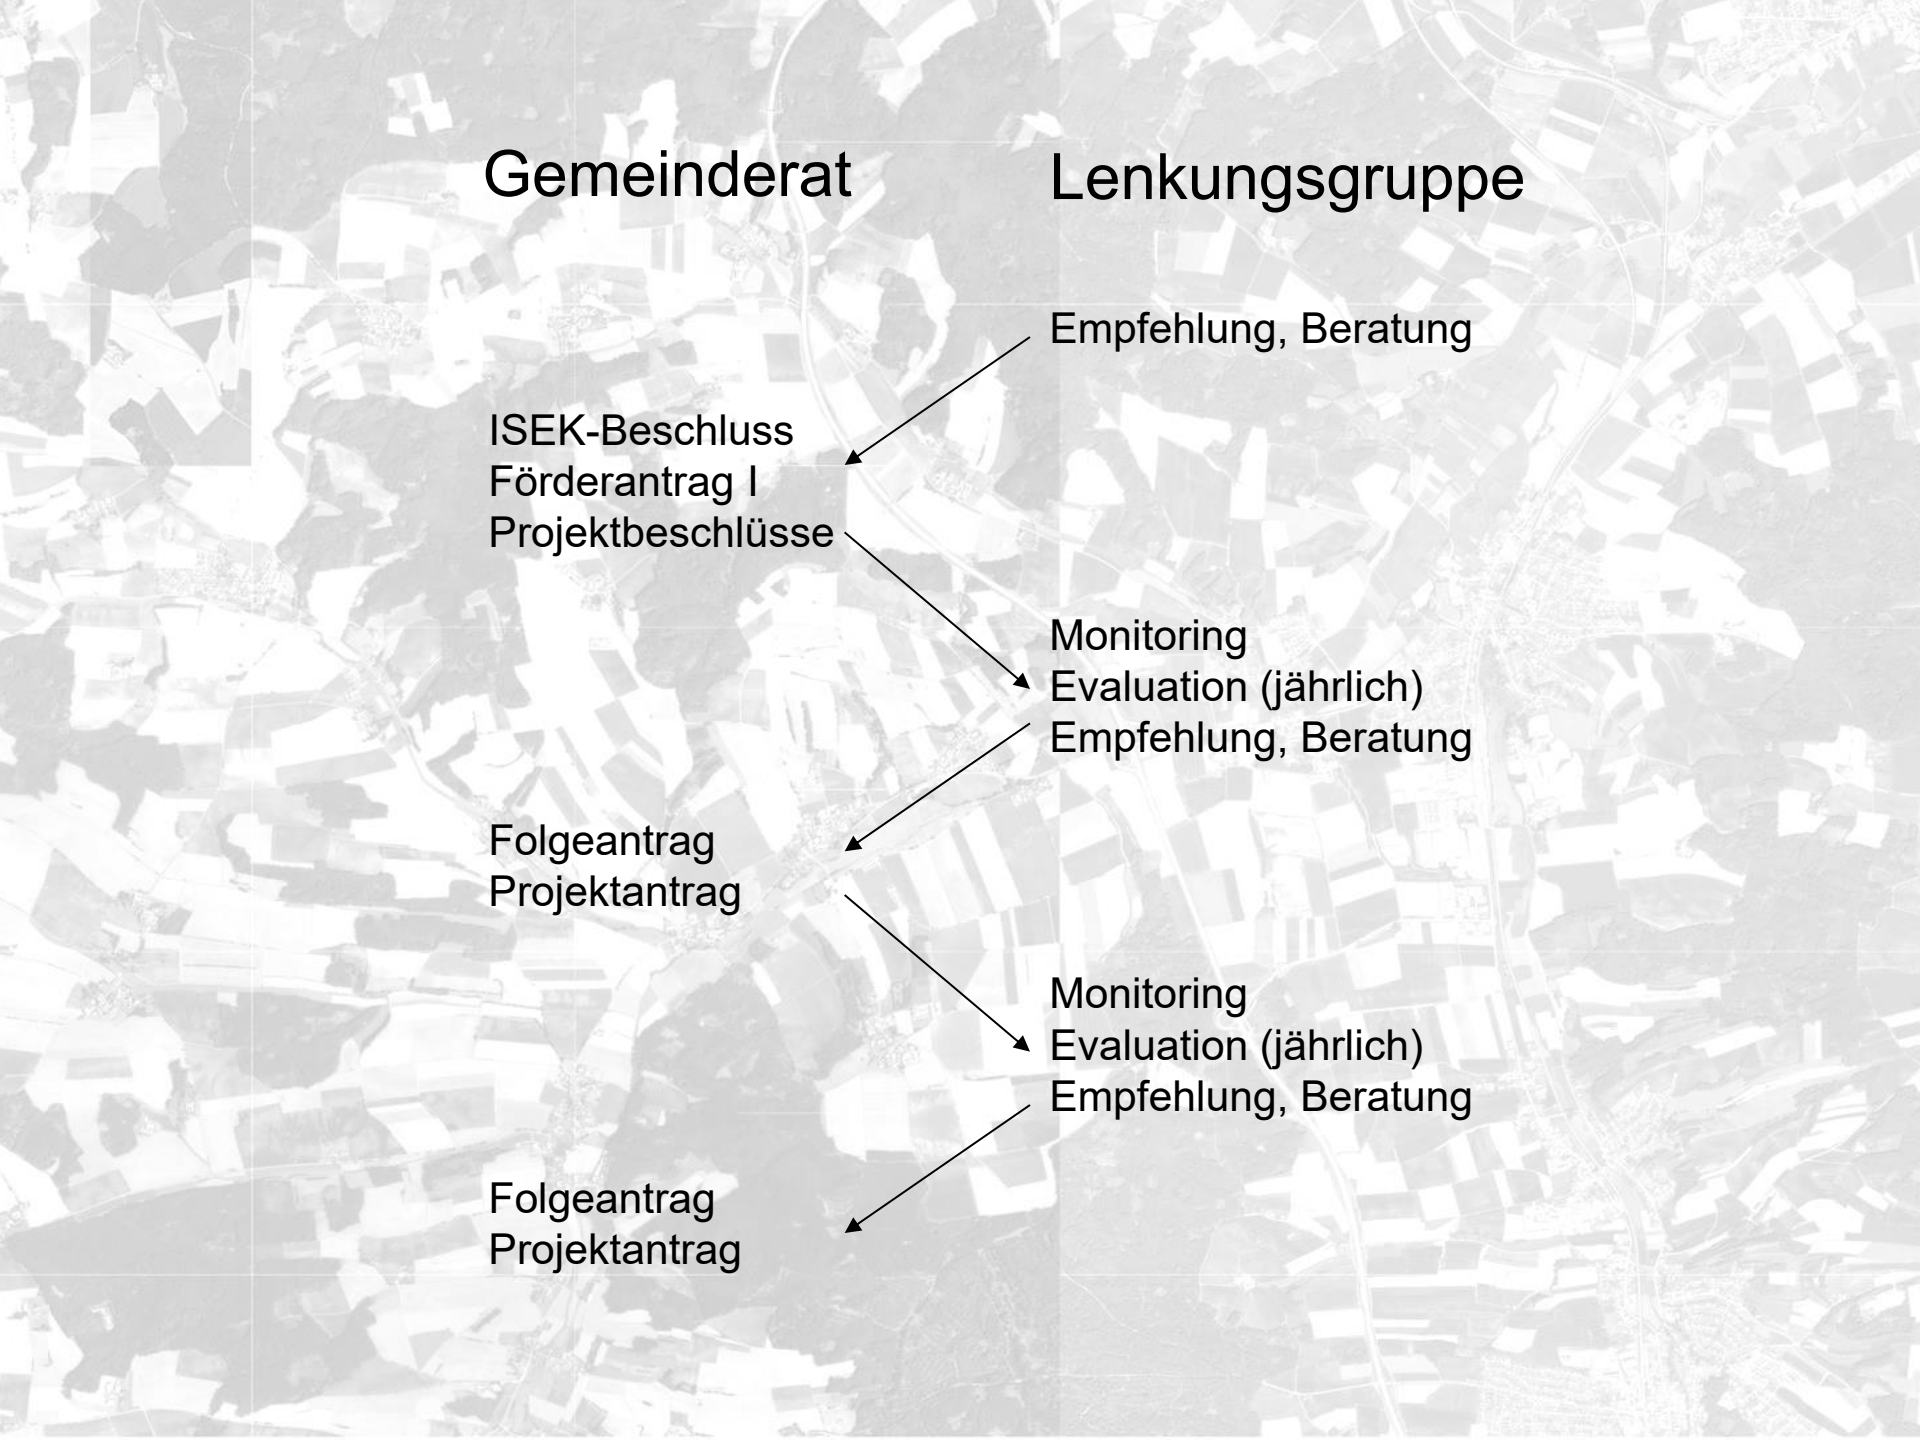 Gemeinderat
Lenkungsgruppe
Empfehlung, Beratung
ISEK-Beschluss
Förderantrag I
Projektbeschlüsse
Monitoring
Evaluation (jährlich)
Empfehlung, Beratung
Folgeantrag
Projektantrag
Monitoring
Evaluation (jährlich)
Empfehlung, Beratung
Folgeantrag
Projektantrag